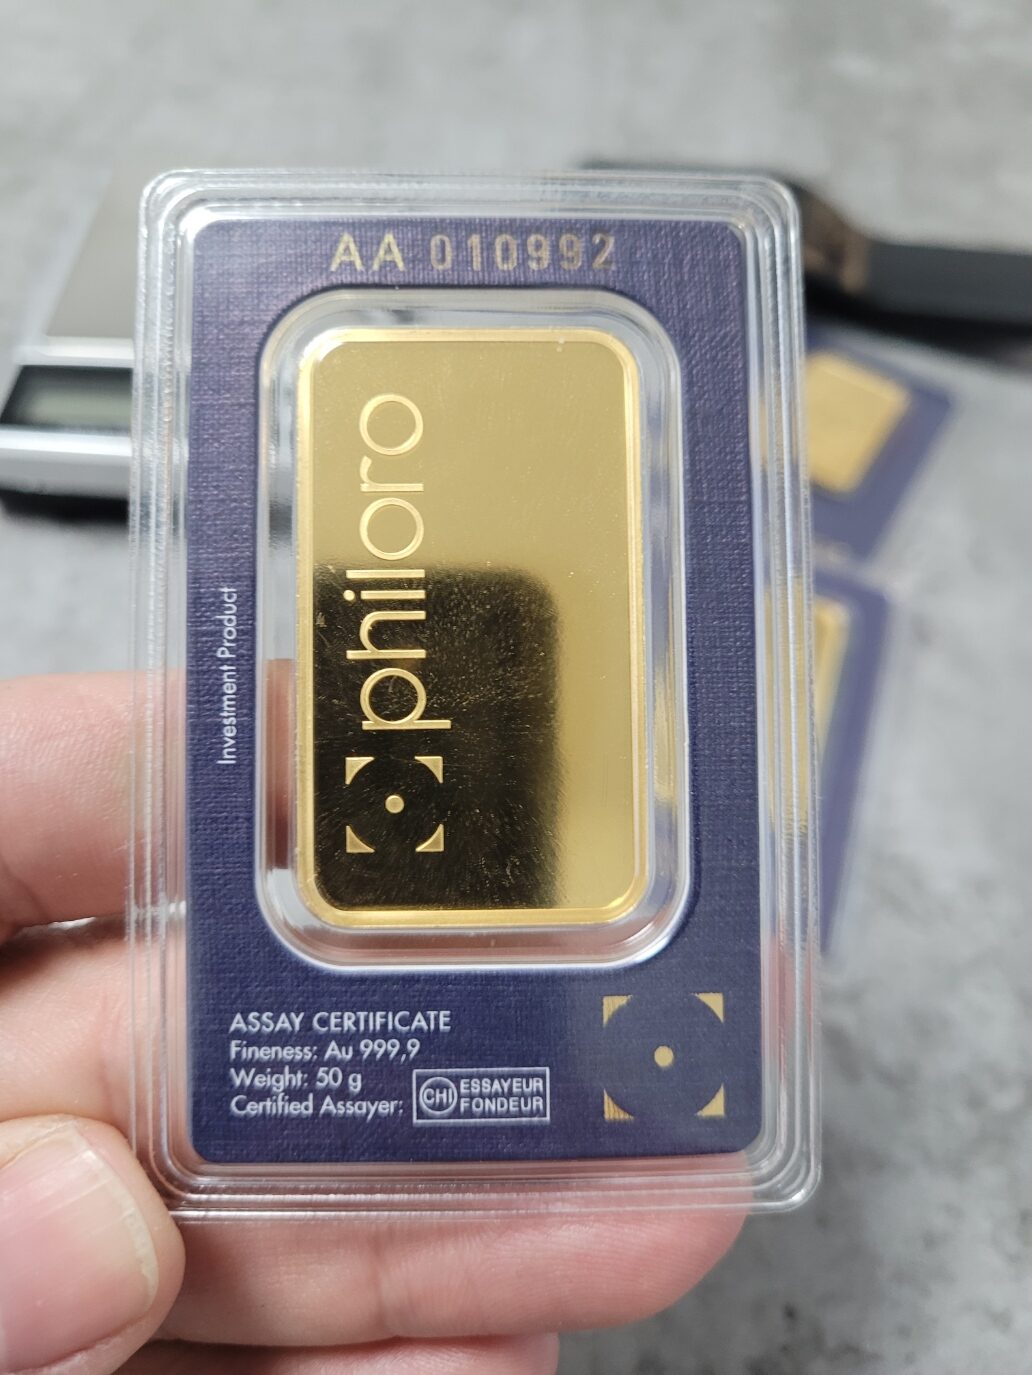 AA 010992
philoro
Investment Product
ASSAY CERTIFICATE
Fineness: Au 999,9
Weight: 50 g
Certified Assayer:
CHI
ESSAYEUR
FONDEUR